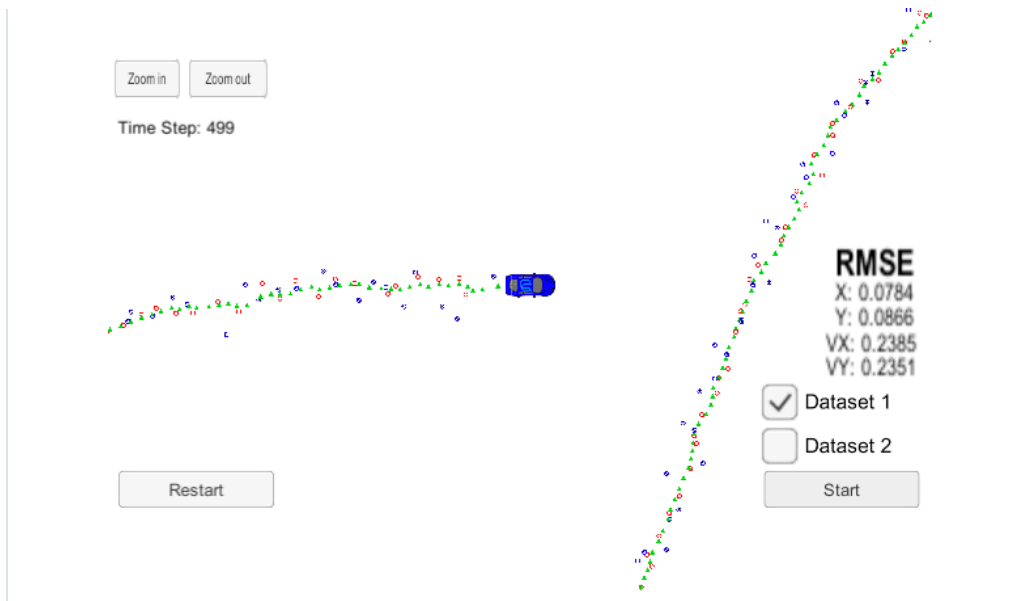 Zoom in
Zoom out
Time Step: 499
RMSE
X: 0.0784
Y: 0.0866
VX: 0.2385
VY: 0.2351
Dataset 1
Dataset 2
Restart
Start